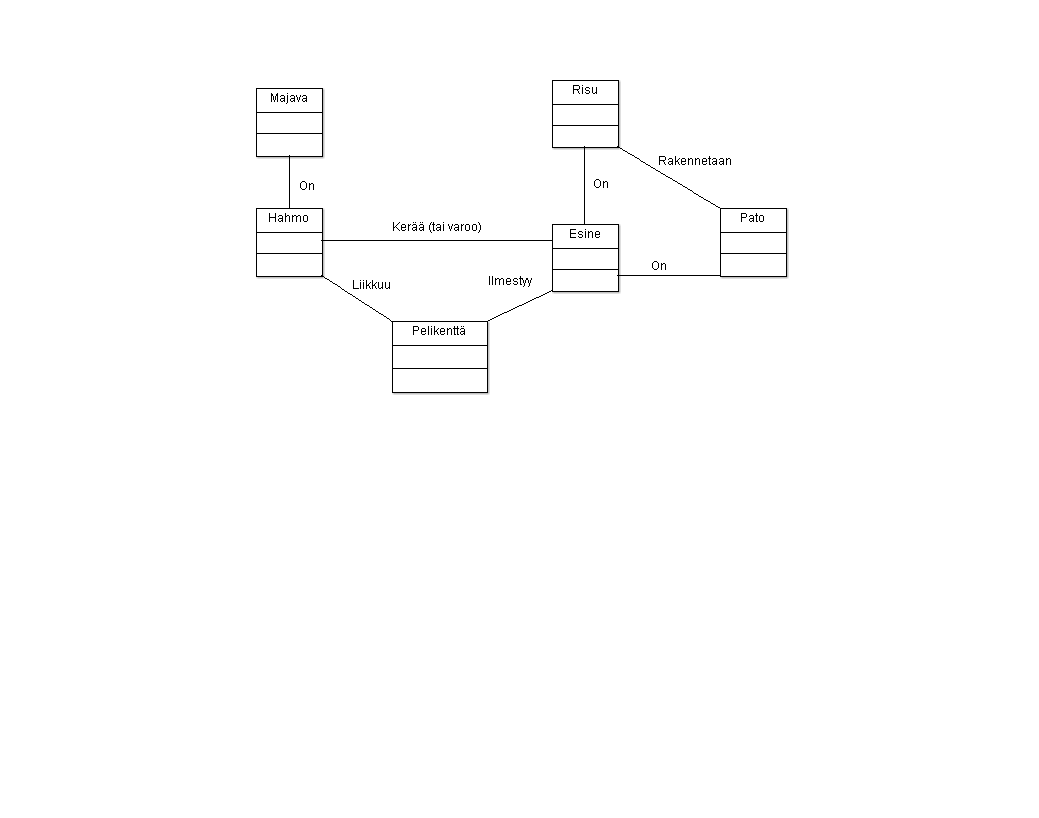 Majava
Risu
Rakennetaan
On
On
Hahmo
Pato
Kerää (tai varoo)
Esine
On
Liikkuu
Ilmestyy
Pelikenttä